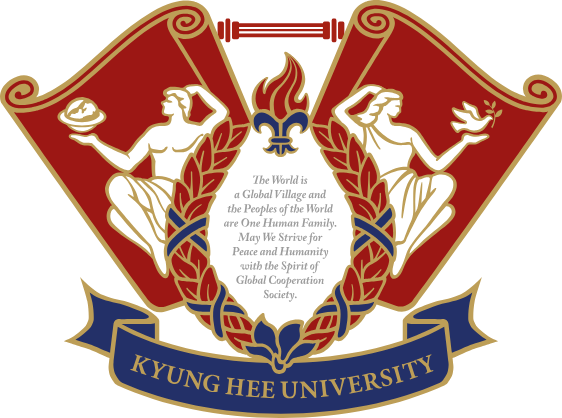 The World is
a Global Village and
the Peoples of the World
are One Human Family.
May We Strive for
Peace and Humanity
with the Spirit of
Global Cooperation
Society.
KYUNG HEE UNIVERSITY